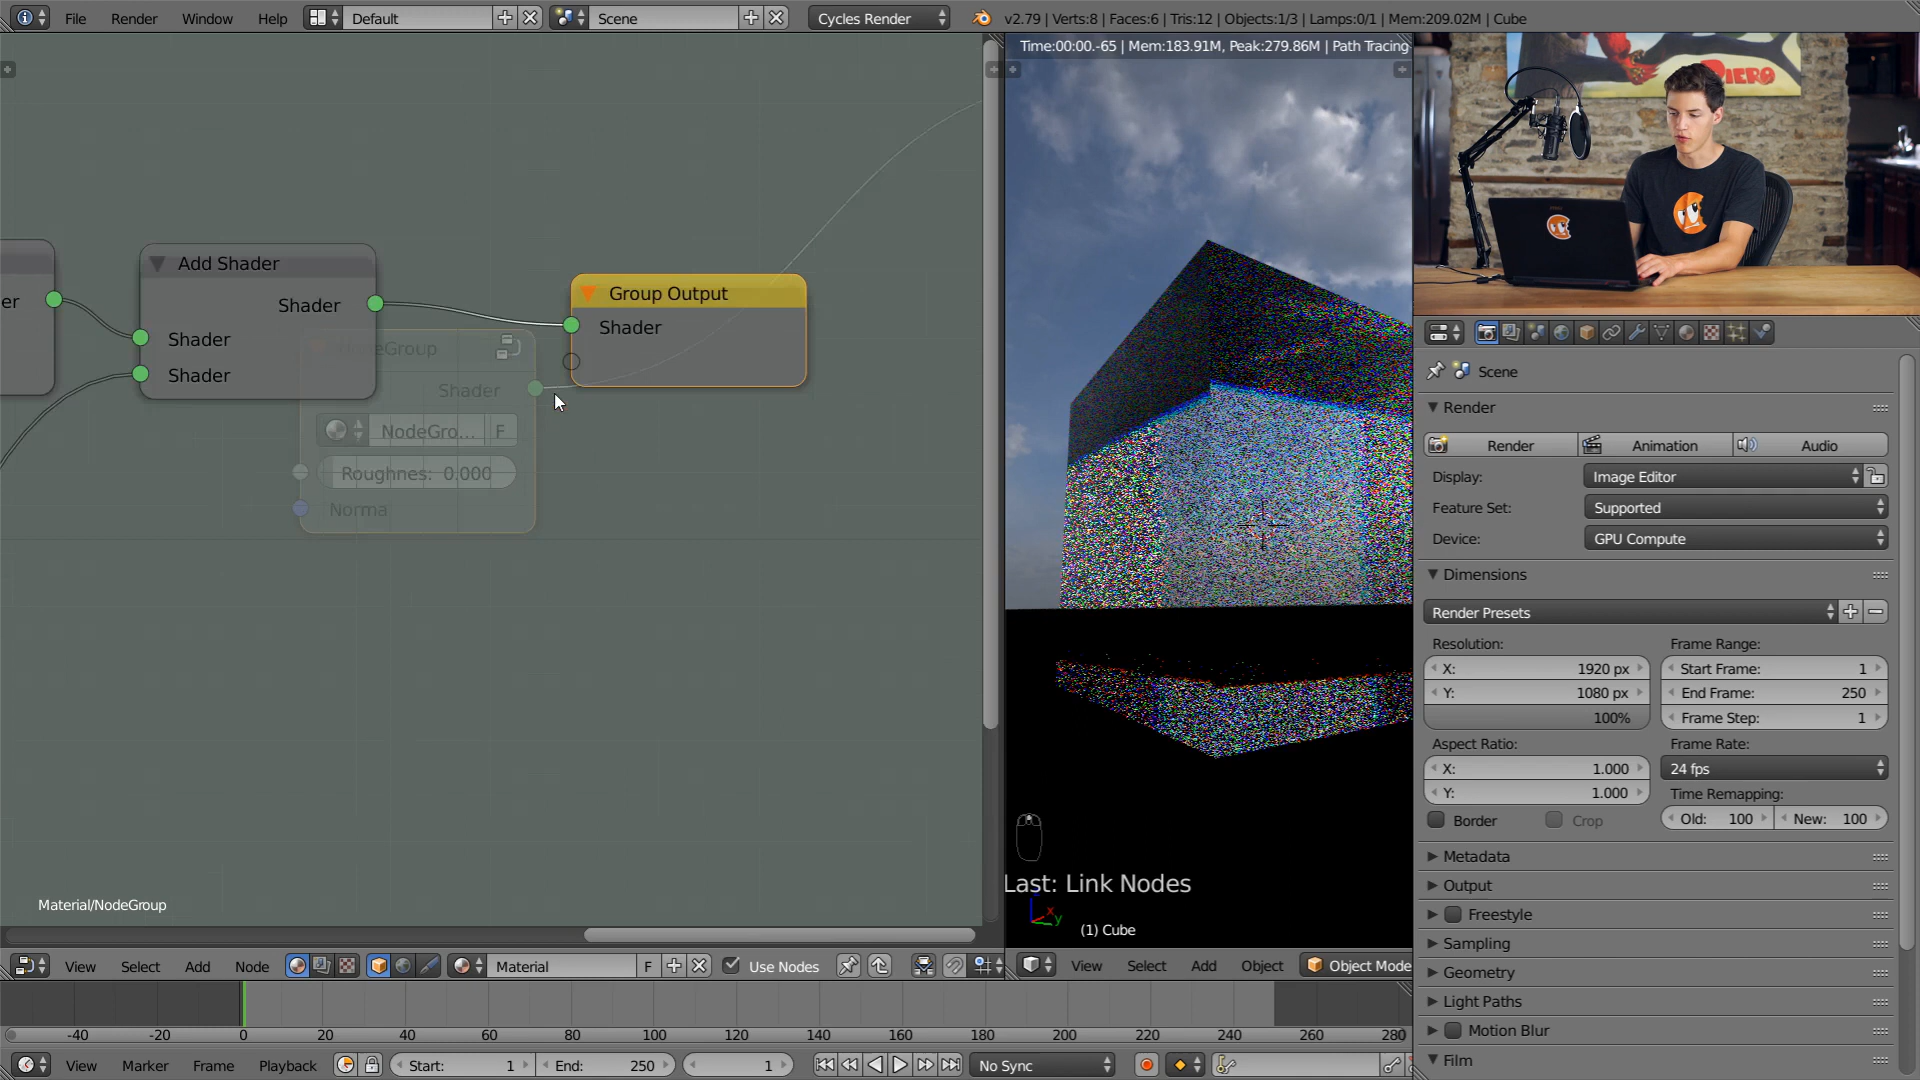 File Render Window Help Default Scene Cycles Render v2.79 | Verts:8 | Faces:6 | Tris:12 | Objects:1/3 | Lamps:0/1 | Mem:209.02M | Cube
Time:00:00.-65 | Mem:183.91M, Peak:279.86M | Path Tracing
PIERO
er
Add Shader
Shader
Shader
Shader
Group Output
Shader
Shader
NodeGro... F
Roughnes: 0.000
Norma
Material/NodeGroup
Last: Link Nodes
(1) Cube
View Select Add Node Material F Use Nodes
View Select Add Object Object Mode
-40 -20 0 20 40 60 80 100 120 140 160 180 200 220 240 260 280
View Marker Frame Playback Start: 1 End: 250 1 No Sync
Scene
Render
Render Animation Audio
Display: Image Editor
Feature Set: Supported
Device: GPU Compute
Dimensions
Render Presets
Resolution: Frame Range:
X: 1920 px Start Frame: 1
Y: 1080 px End Frame: 250
100% Frame Step: 1
Aspect Ratio: Frame Rate:
X: 1.000 24 fps
Y: 1.000 Time Remapping:
Border Crop Old: 100 New: 100
Metadata
Output
Freestyle
Sampling
Geometry
Light Paths
Motion Blur
Film